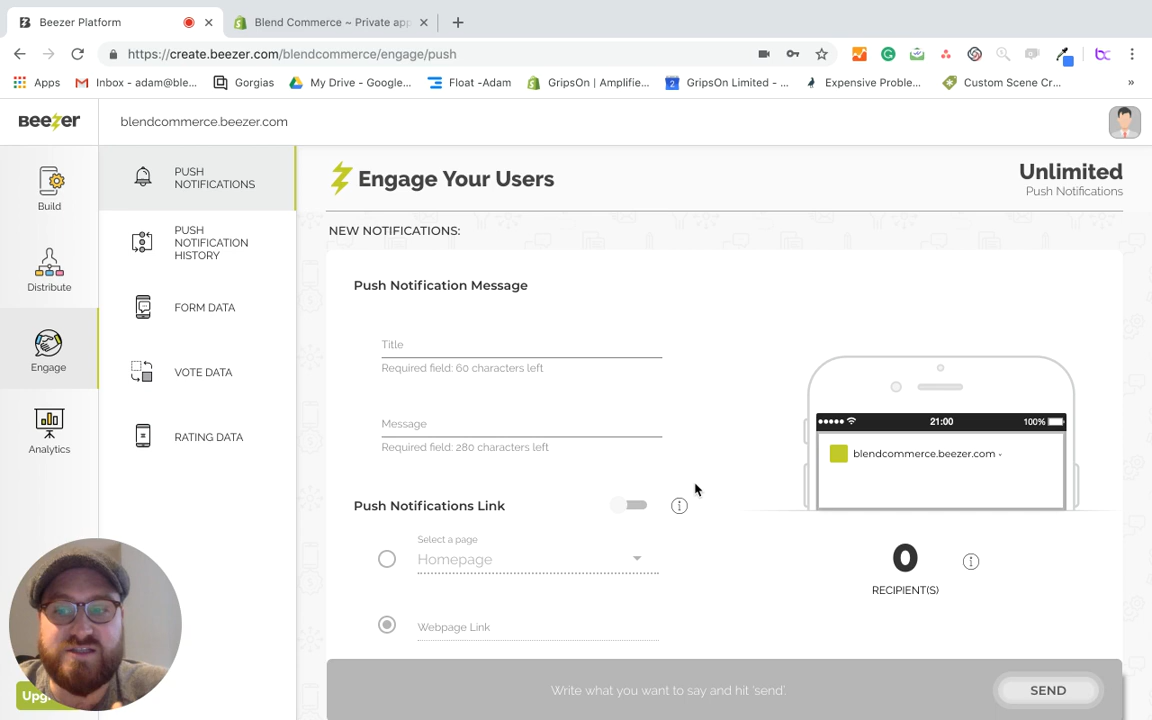 Beezer Platform
Blend Commerce ~ Private app
https://create.beezer.com/blendcommerce/engage/push
Apps
Inbox - adam@ble...
Gorgias
My Drive - Google...
Float -Adam
GripsOn | Amplifie...
GripsOn Limited - ...
Expensive Proble...
Custom Scene Cr...
»
BEEZER
blendcommerce.beezer.com
Build
Distribute
Engage
Analytics
PUSH
NOTIFICATIONS
PUSH
NOTIFICATION
HISTORY
FORM DATA
VOTE DATA
RATING DATA
Engage Your Users
Unlimited
Push Notifications
NEW NOTIFICATIONS:
Push Notification Message
Title
Required field: 60 characters left
Message
Required field: 280 characters left
Push Notifications Link
Select a page
Homepage
Webpage Link
21:00
100%
blendcommerce.beezer.com -
0
RECIPIENT(S)
Write what you want to say and hit 'send'.
SEND